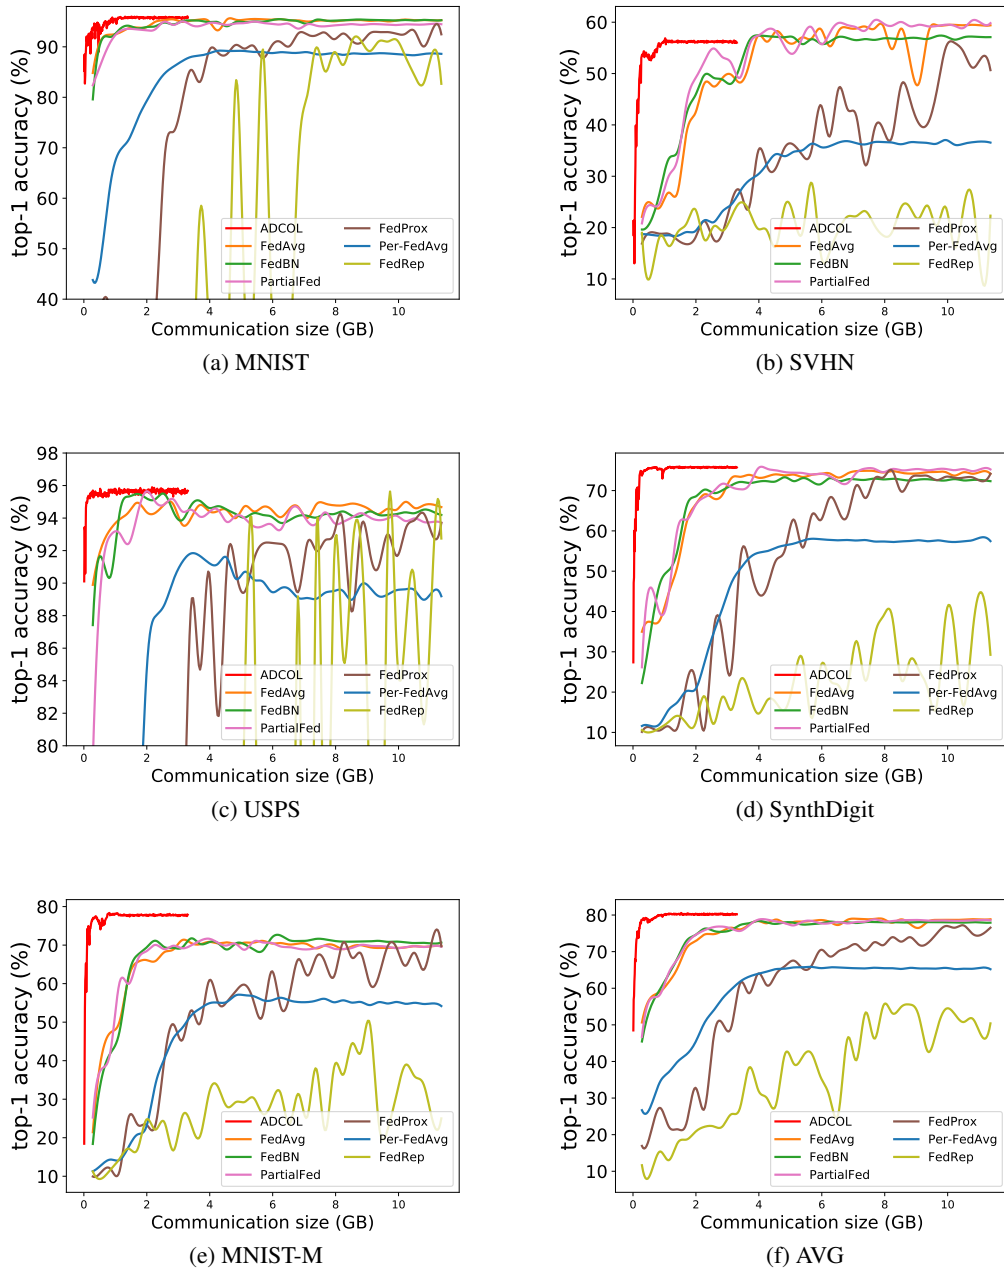 top-1 accuracy (%)
90
80
70
60
50
40
0 2 4 6 8 10
Communication size (GB)
ADCOL
FedAvg
FedBN
PartialFed
FedProx
Per-FedAvg
FedRep
(a) MNIST
top-1 accuracy (%)
60
50
40
30
20
10
0 2 4 6 8 10
Communication size (GB)
ADCOL
FedAvg
FedBN
PartialFed
FedProx
Per-FedAvg
FedRep
(b) SVHN
top-1 accuracy (%)
98
96
94
92
90
88
86
84
82
80
0 2 4 6 8 10
Communication size (GB)
ADCOL
FedAvg
FedBN
PartialFed
FedProx
Per-FedAvg
FedRep
(c) USPS
top-1 accuracy (%)
70
60
50
40
30
20
10
0 2 4 6 8 10
Communication size (GB)
ADCOL
FedAvg
FedBN
PartialFed
FedProx
Per-FedAvg
FedRep
(d) SynthDigit
top-1 accuracy (%)
80
70
60
50
40
30
20
10
0 2 4 6 8 10
Communication size (GB)
ADCOL
FedAvg
FedBN
PartialFed
FedProx
Per-FedAvg
FedRep
(e) MNIST-M
top-1 accuracy (%)
80
70
60
50
40
30
20
10
0 2 4 6 8 10
Communication size (GB)
ADCOL
FedAvg
FedBN
PartialFed
FedProx
Per-FedAvg
FedRep
(f) AVG